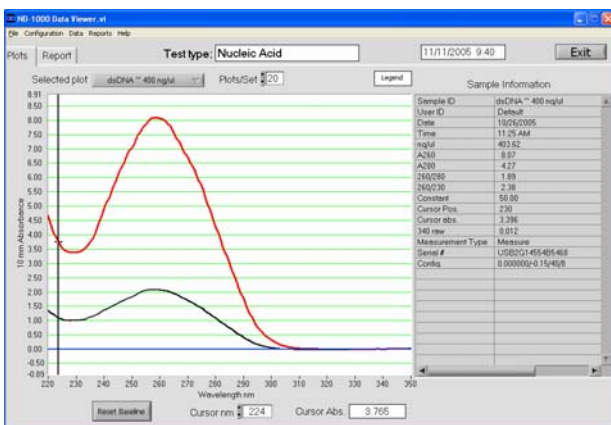 ND-1000 Data Viewer.vi
File Configuration Data Reports Help
Plots Report Test type: Nucleic Acid 11/11/2005 9:40 Exit
Selected plot dsDNA ~ 400 ng/ul Plots/Set 20 Legend
Sample Information
Sample ID dsDNA ~ 400 ng/ul
User ID Default
Date 10/26/2005
Time 11:25 AM
ng/ul 403.62
A260 8.07
A280 4.27
260/280 1.89
260/230 2.38
Constant 50.00
Cursor Pos. 230
Cursor abs. 3.396
340 raw 0.012
Measurement Type Measure
Serial # USB2G14554B5468
Config. 0.000000/-0.15/40/8
10 mm Absorbance
8.91
8.50
8.00
7.50
7.00
6.50
6.00
5.50
5.00
4.50
4.00
3.50
3.00
2.50
2.00
1.50
1.00
0.50
0.00
-0.50
-0.89
220 230 240 250 260 270 280 290 300 310 320 330 340 350
Wavelength nm
Reset Baseline Cursor nm 224 Cursor Abs. 3.765